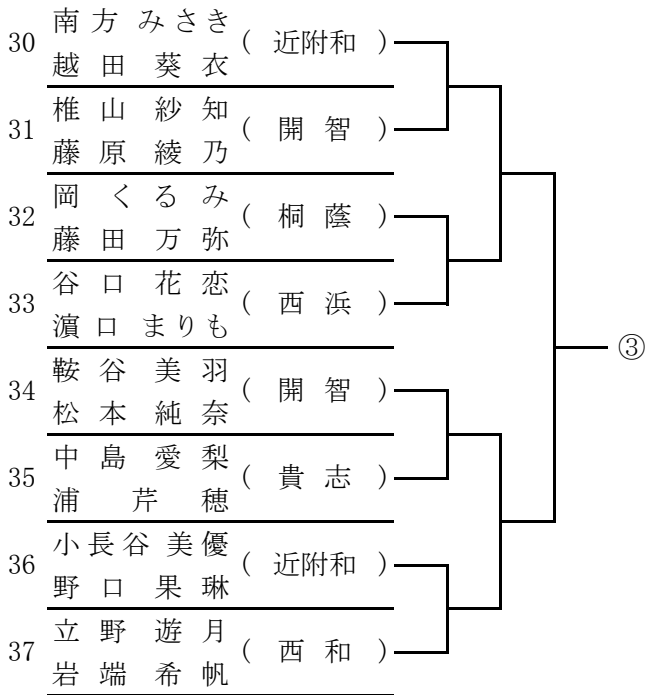 30 南方 みさき ( 近附和 )
越田 葵衣
31 椎山 紗知 ( 開智 )
藤原 綾乃
32 岡 くるみ ( 桐蔭 )
藤田 万弥
33 谷口 花恋 ( 西浜 )
濵口 まりも
34 鞍谷 美羽 ( 開智 )
松本 純奈
35 中島 愛梨 ( 貴志 )
浦 芹穂
36 小長谷 美優 ( 近附和 )
野口 果琳
37 立野 遊月 ( 西和 )
岩端 希帆
③